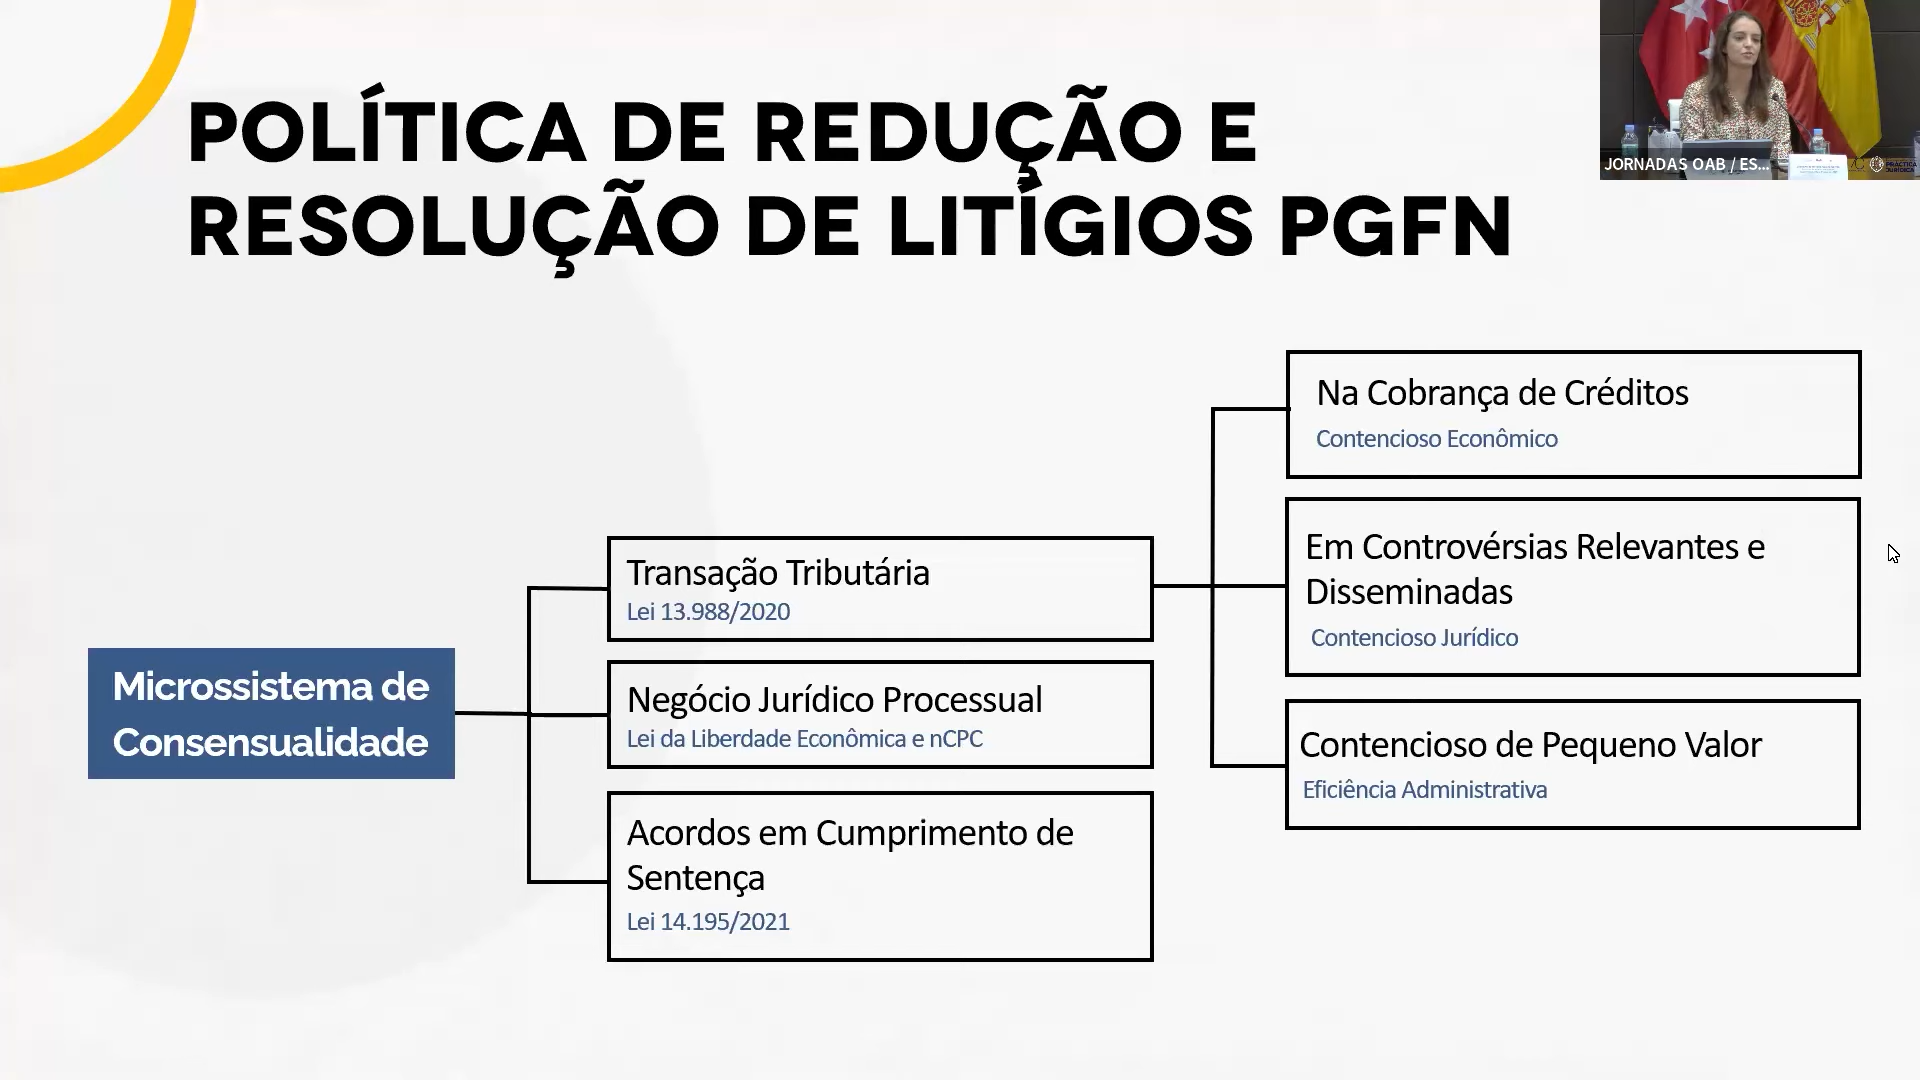 POLÍTICA DE REDUÇÃO E
RESOLUÇÃO DE LITÍGIOS PGFN
JORNADAS OAB / ES...
PRÁCTICA
JURÍDICA
Na Cobrança de Créditos
Contencioso Econômico
Em Controvérsias Relevantes e
Disseminadas
Contencioso Jurídico
Contencioso de Pequeno Valor
Eficiência Administrativa
Transação Tributária
Lei 13.988/2020
Negócio Jurídico Processual
Lei da Liberdade Econômica e nCPC
Acordos em Cumprimento de
Sentença
Lei 14.195/2021
Microssistema de
Consensualidade